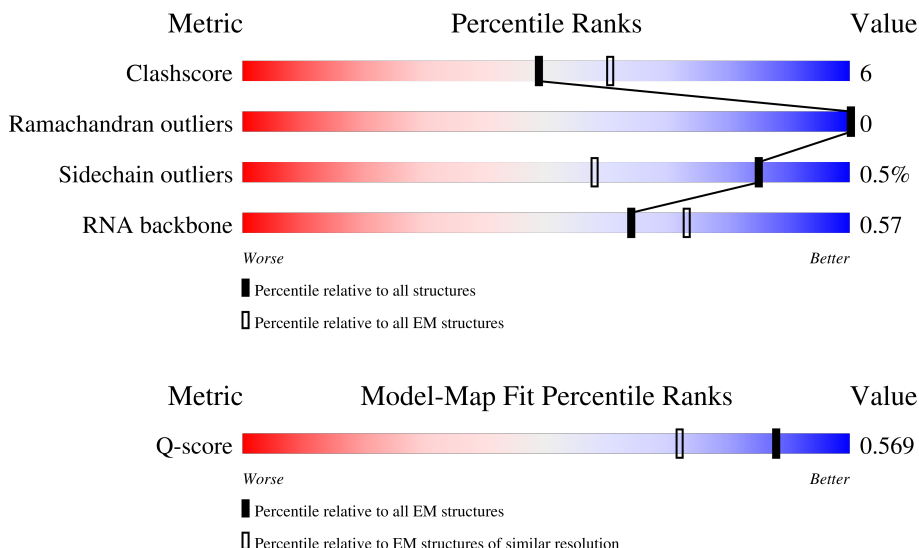 Metric Percentile Ranks Value
Clashscore 6
Ramachandran outliers 0
Sidechain outliers 0.5%
RNA backbone 0.57
Worse Better
Percentile relative to all structures
Percentile relative to all EM structures
Metric Model-Map Fit Percentile Ranks Value
Q-score 0.569
Worse Better
Percentile relative to all EM structures
Percentile relative to EM structures of similar resolution